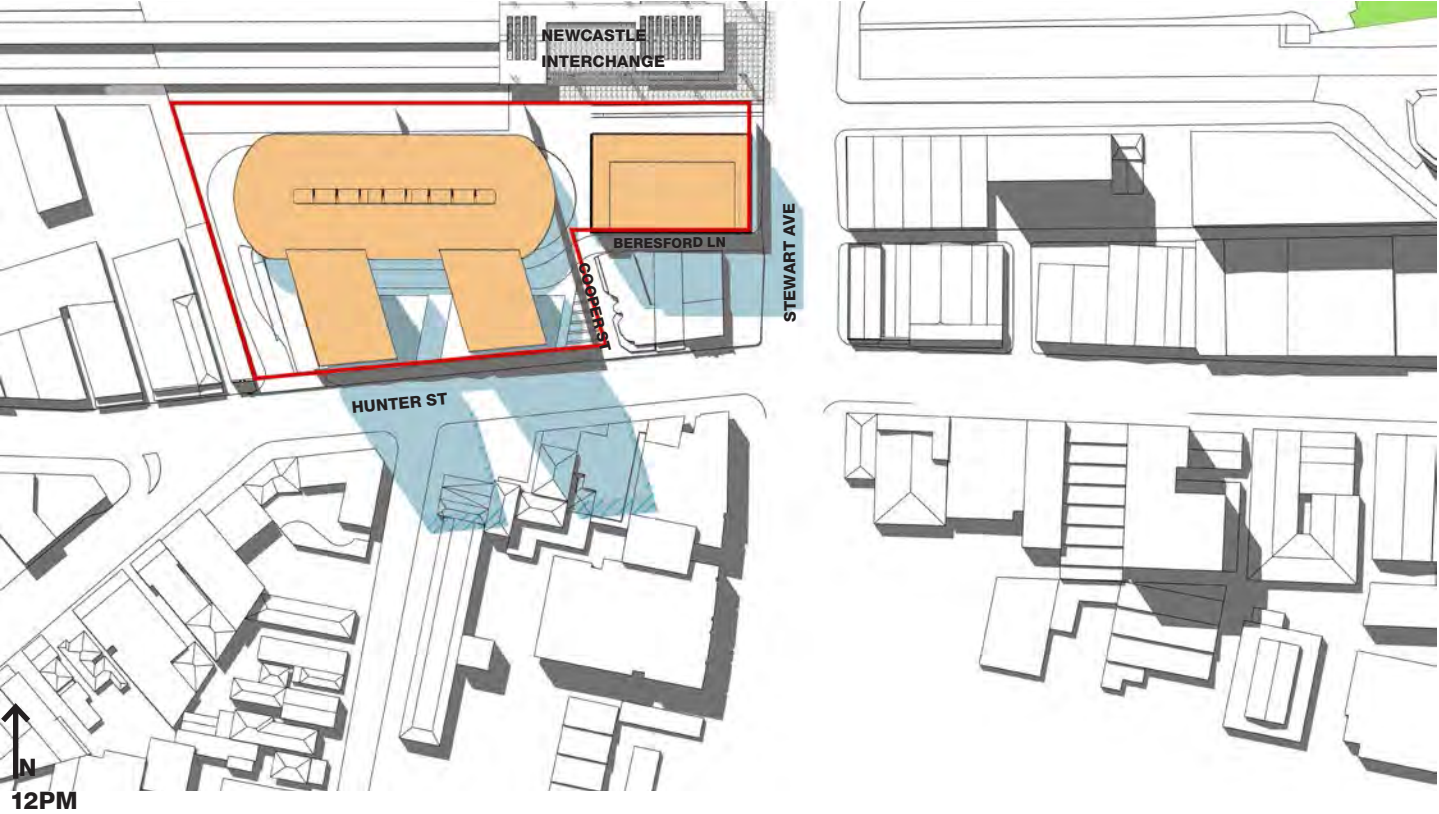 NEWCASTLE
INTERCHANGE
BERESFORD LN
STEWART AVE
COOPER ST
HUNTER ST
N
12PM